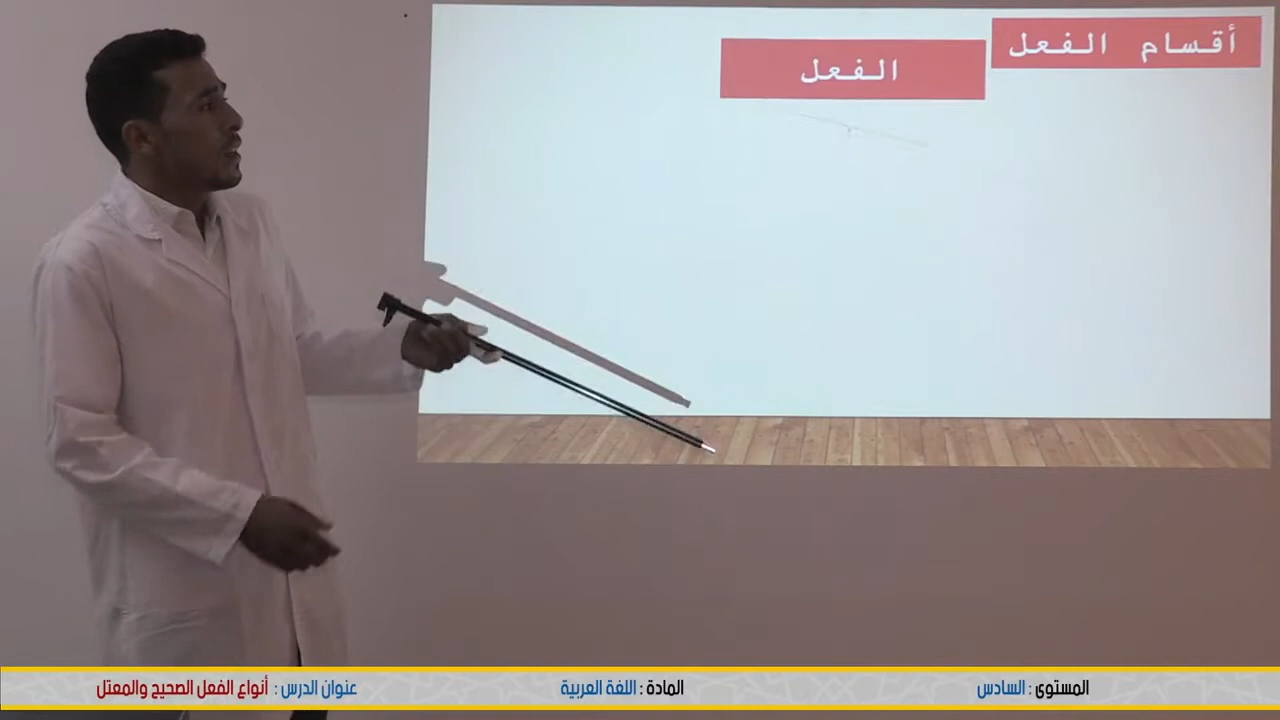 أقسام الفعل
الفعل
المستوى : السادس
المادة : اللغة العربية
عنوان الدرس : أنواع الفعل الصحيح والمعتل